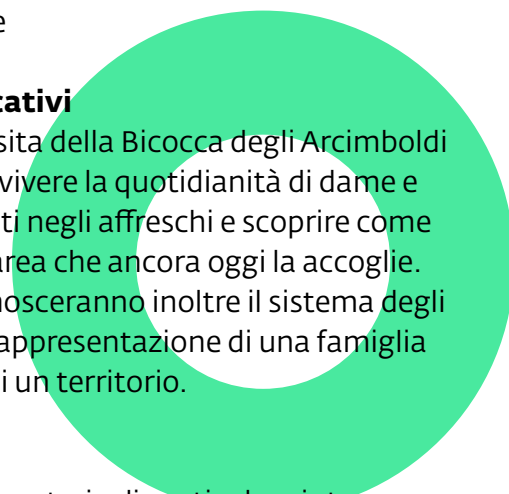 e
ativi
sita della Bicocca degli Arcimboldi
vivere la quotidianità di dame e
ti negli affreschi e scoprire come
area che ancora oggi la accoglie.
nosceranno inoltre il sistema degli
appresentazione di una famiglia
i un territorio.